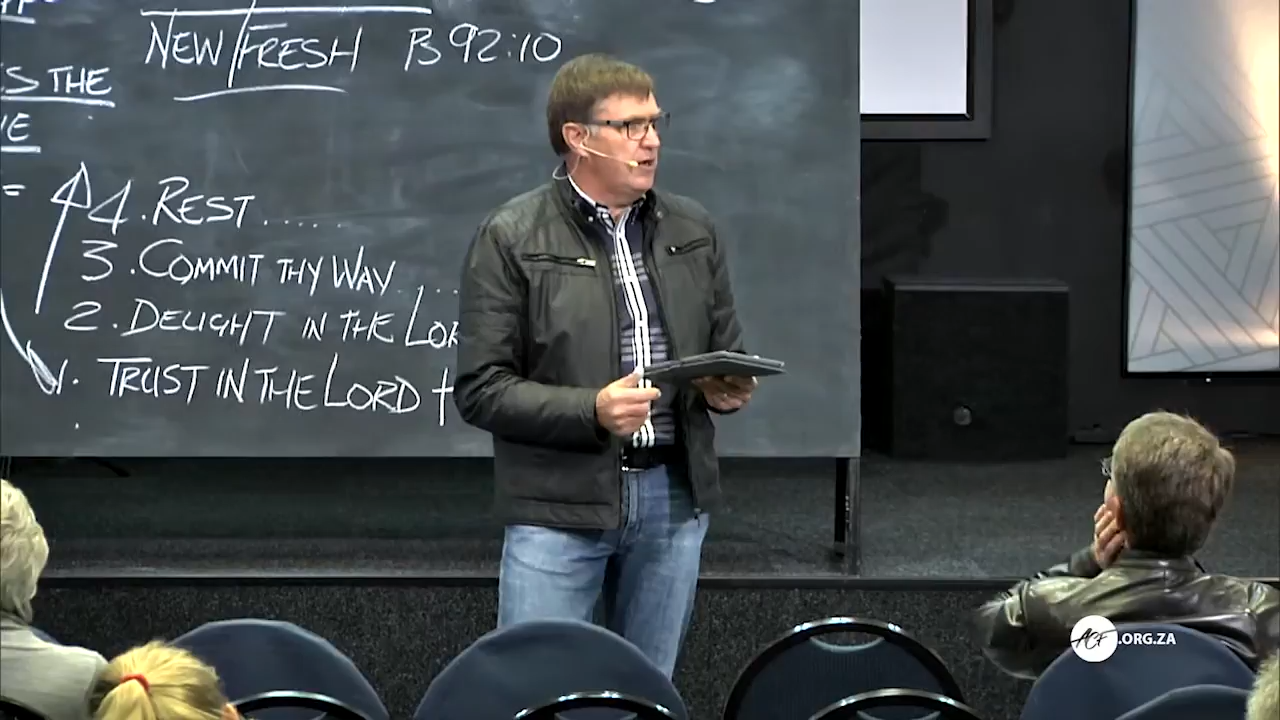 NEW/FRESH B 92:10
S THE
E
= 4. REST......
3. COMMIT THY WAY....
2. DELIGHT IN THE LOR
1. TRUST IN THE LORD +
ACF.ORG.ZA